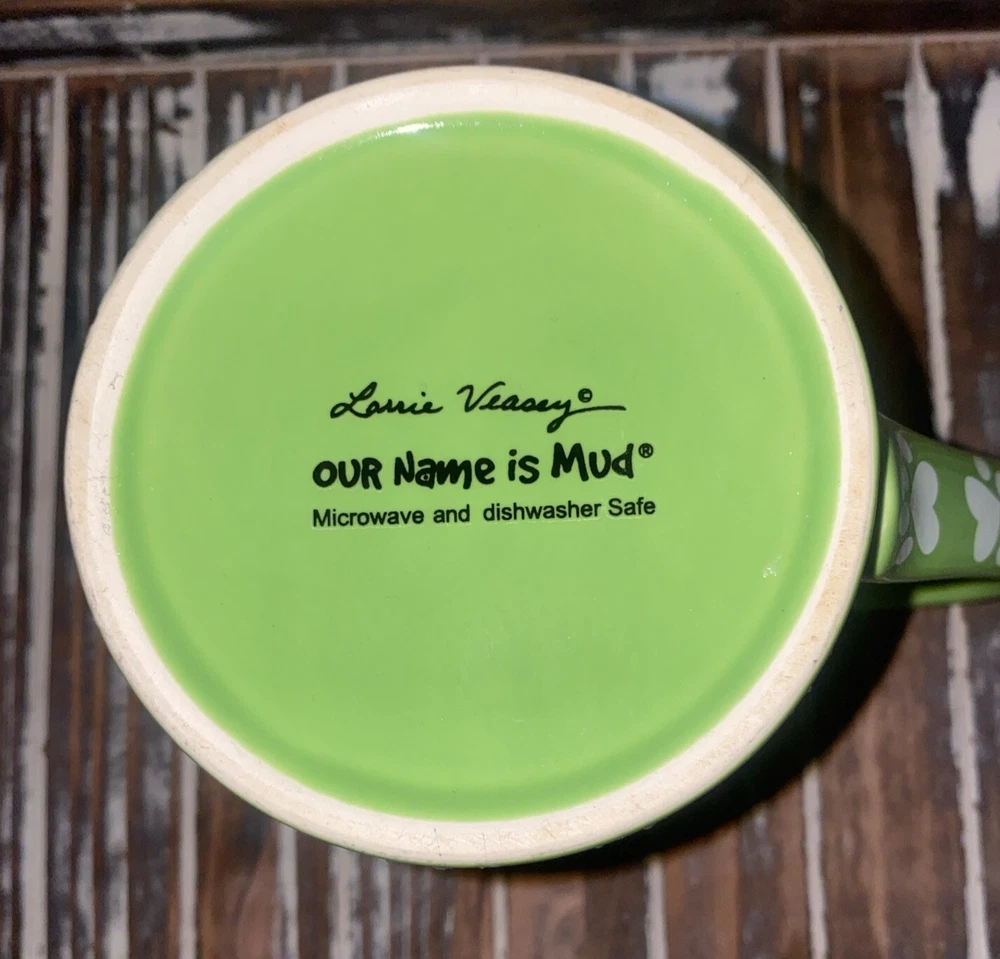 Lorrie Veasey©
OUR Name is Mud®
Microwave and dishwasher Safe